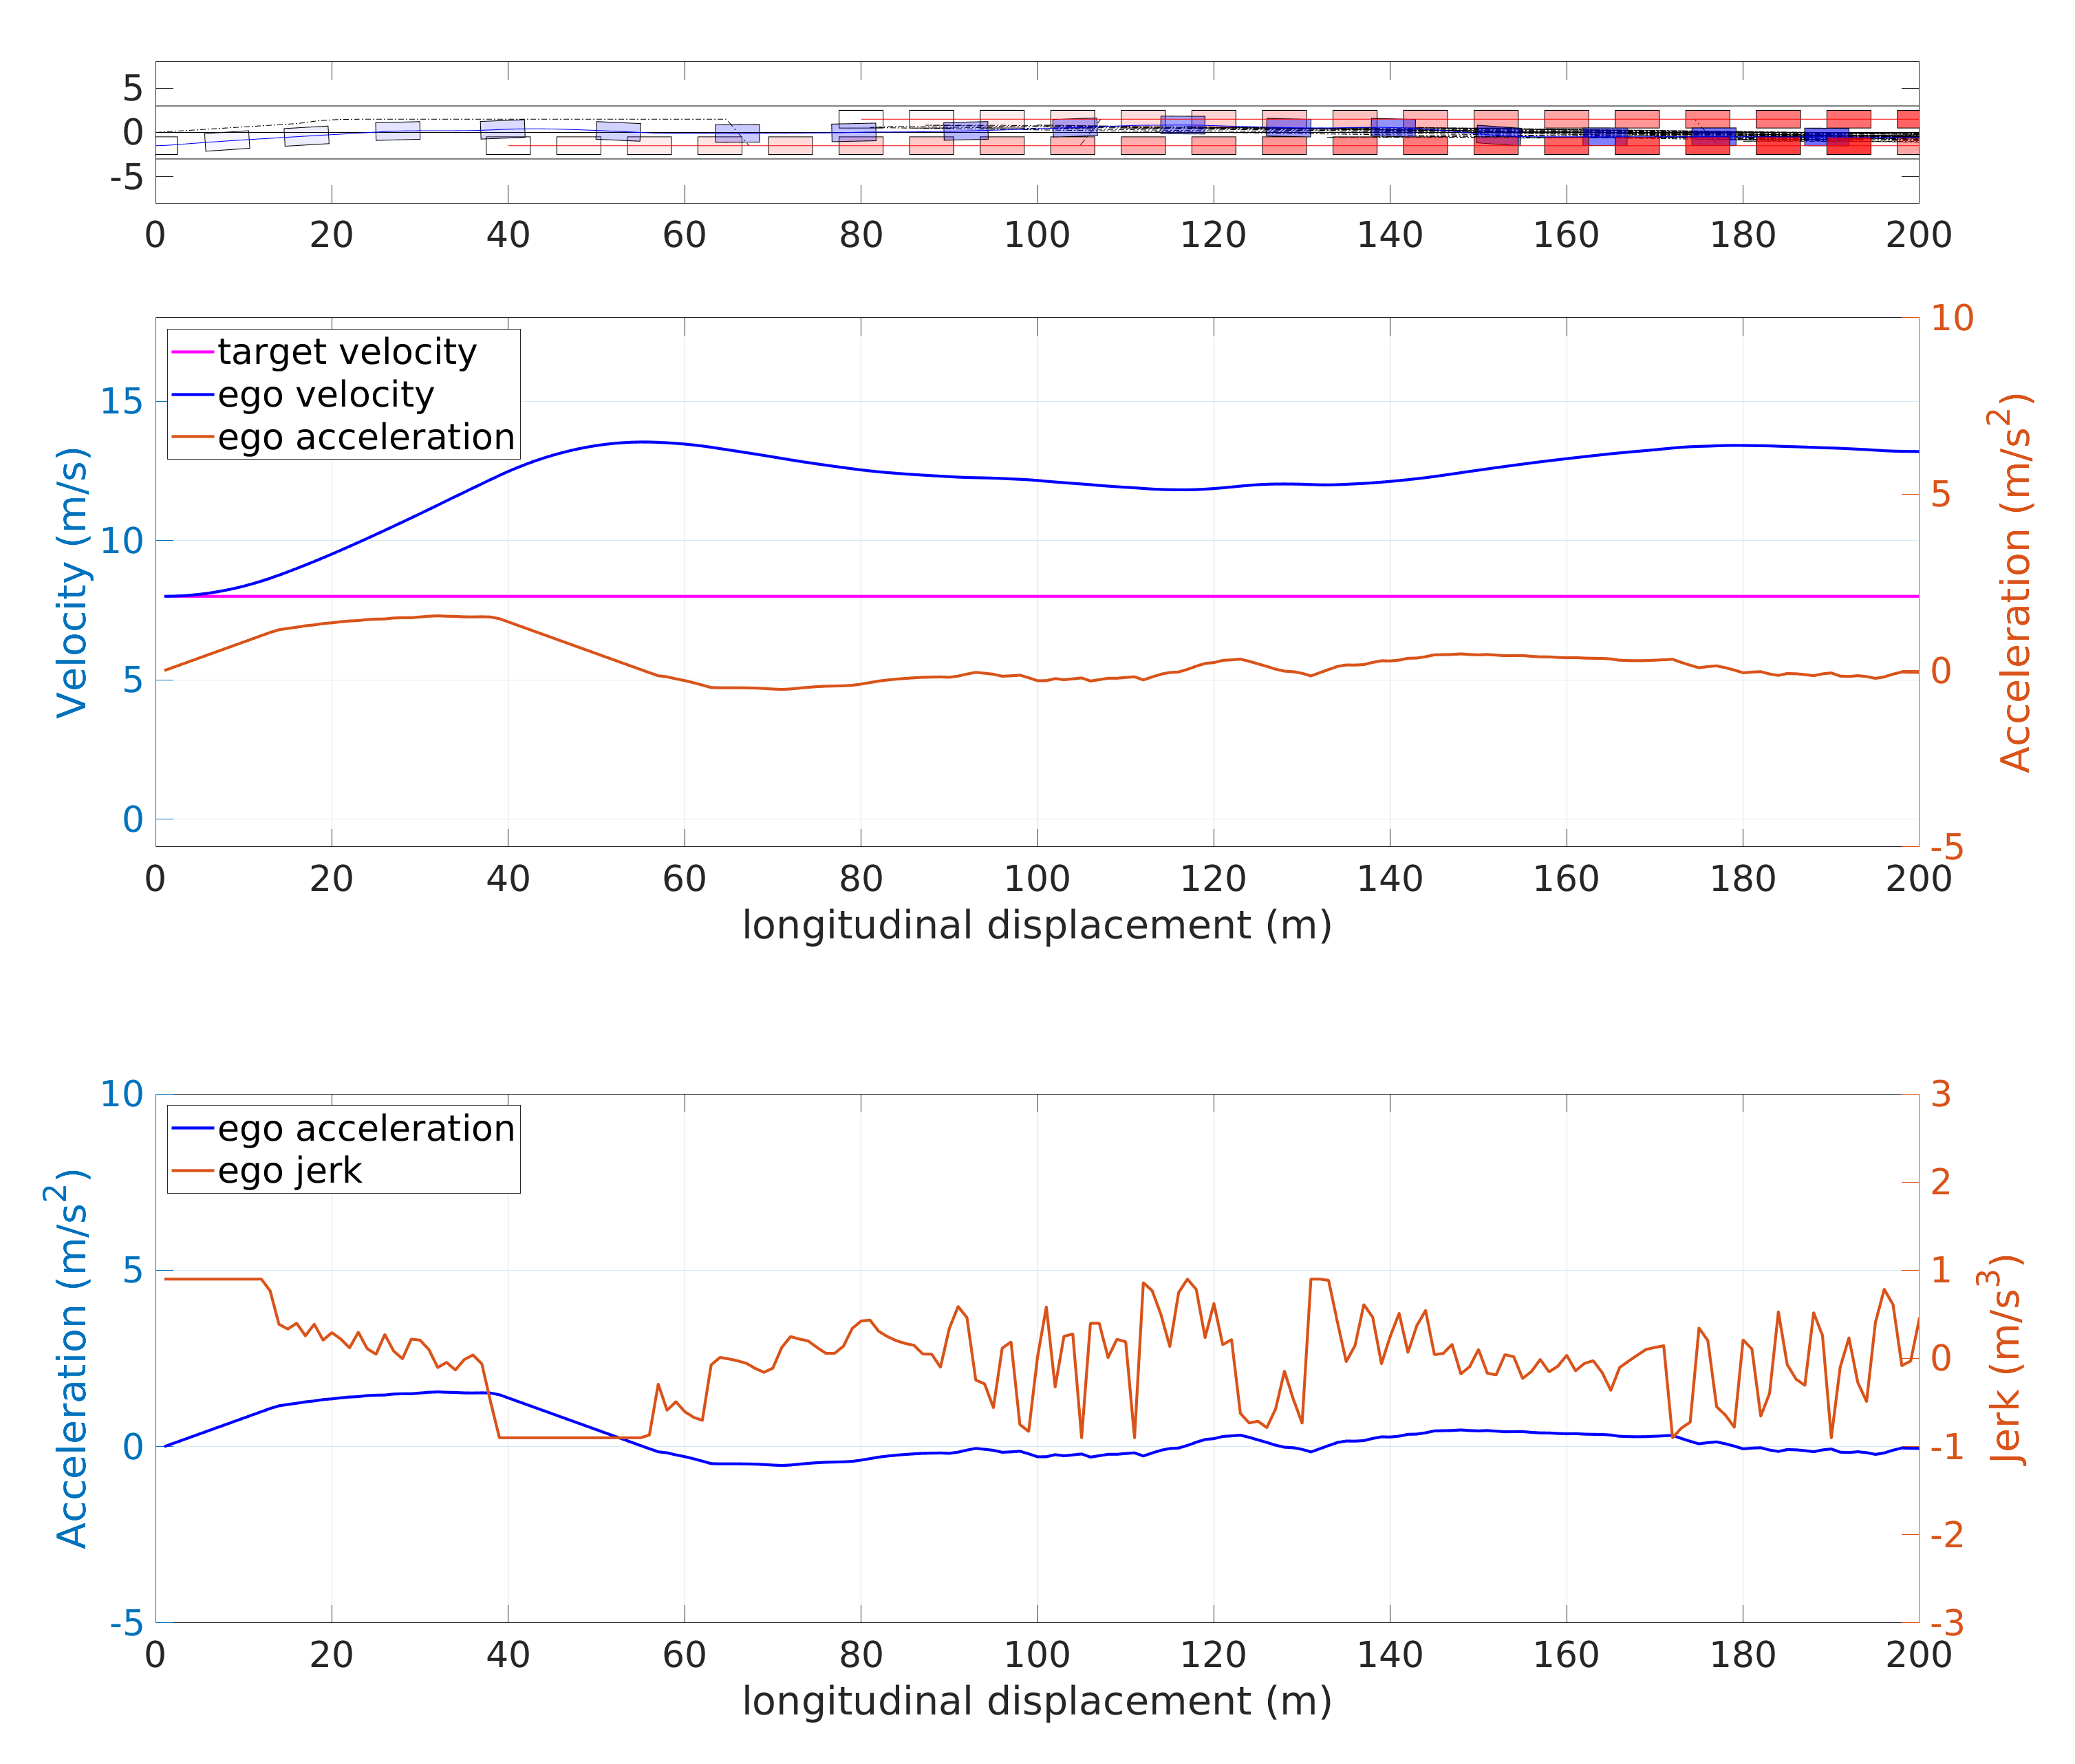 5
0
-5
0 20 40 60 80 100 120 140 160 180 200
target velocity
ego velocity
ego acceleration
Velocity (m/s)
15
10
5
0
10
5
0
-5
Acceleration (m/s²)
0 20 40 60 80 100 120 140 160 180 200
longitudinal displacement (m)
ego acceleration
ego jerk
Acceleration (m/s²)
10
5
0
-5
3
2
1
0
-1
-2
-3
Jerk (m/s³)
0 20 40 60 80 100 120 140 160 180 200
longitudinal displacement (m)